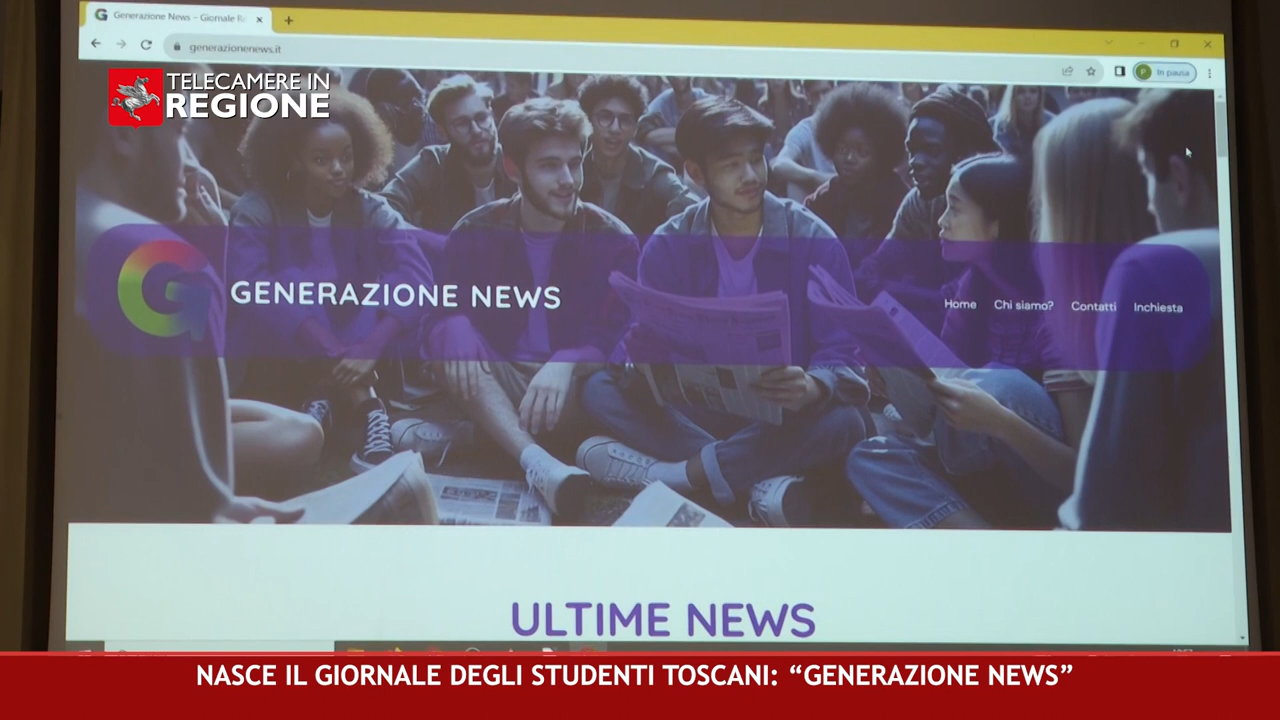 Generazione News – Giornale R
generazionenews.it
In pausa
TELECAMERE IN
REGIONE
GENERAZIONE NEWS
Home Chi siamo? Contatti Inchiesta
ULTIME NEWS
NASCE IL GIORNALE DEGLI STUDENTI TOSCANI: “GENERAZIONE NEWS”